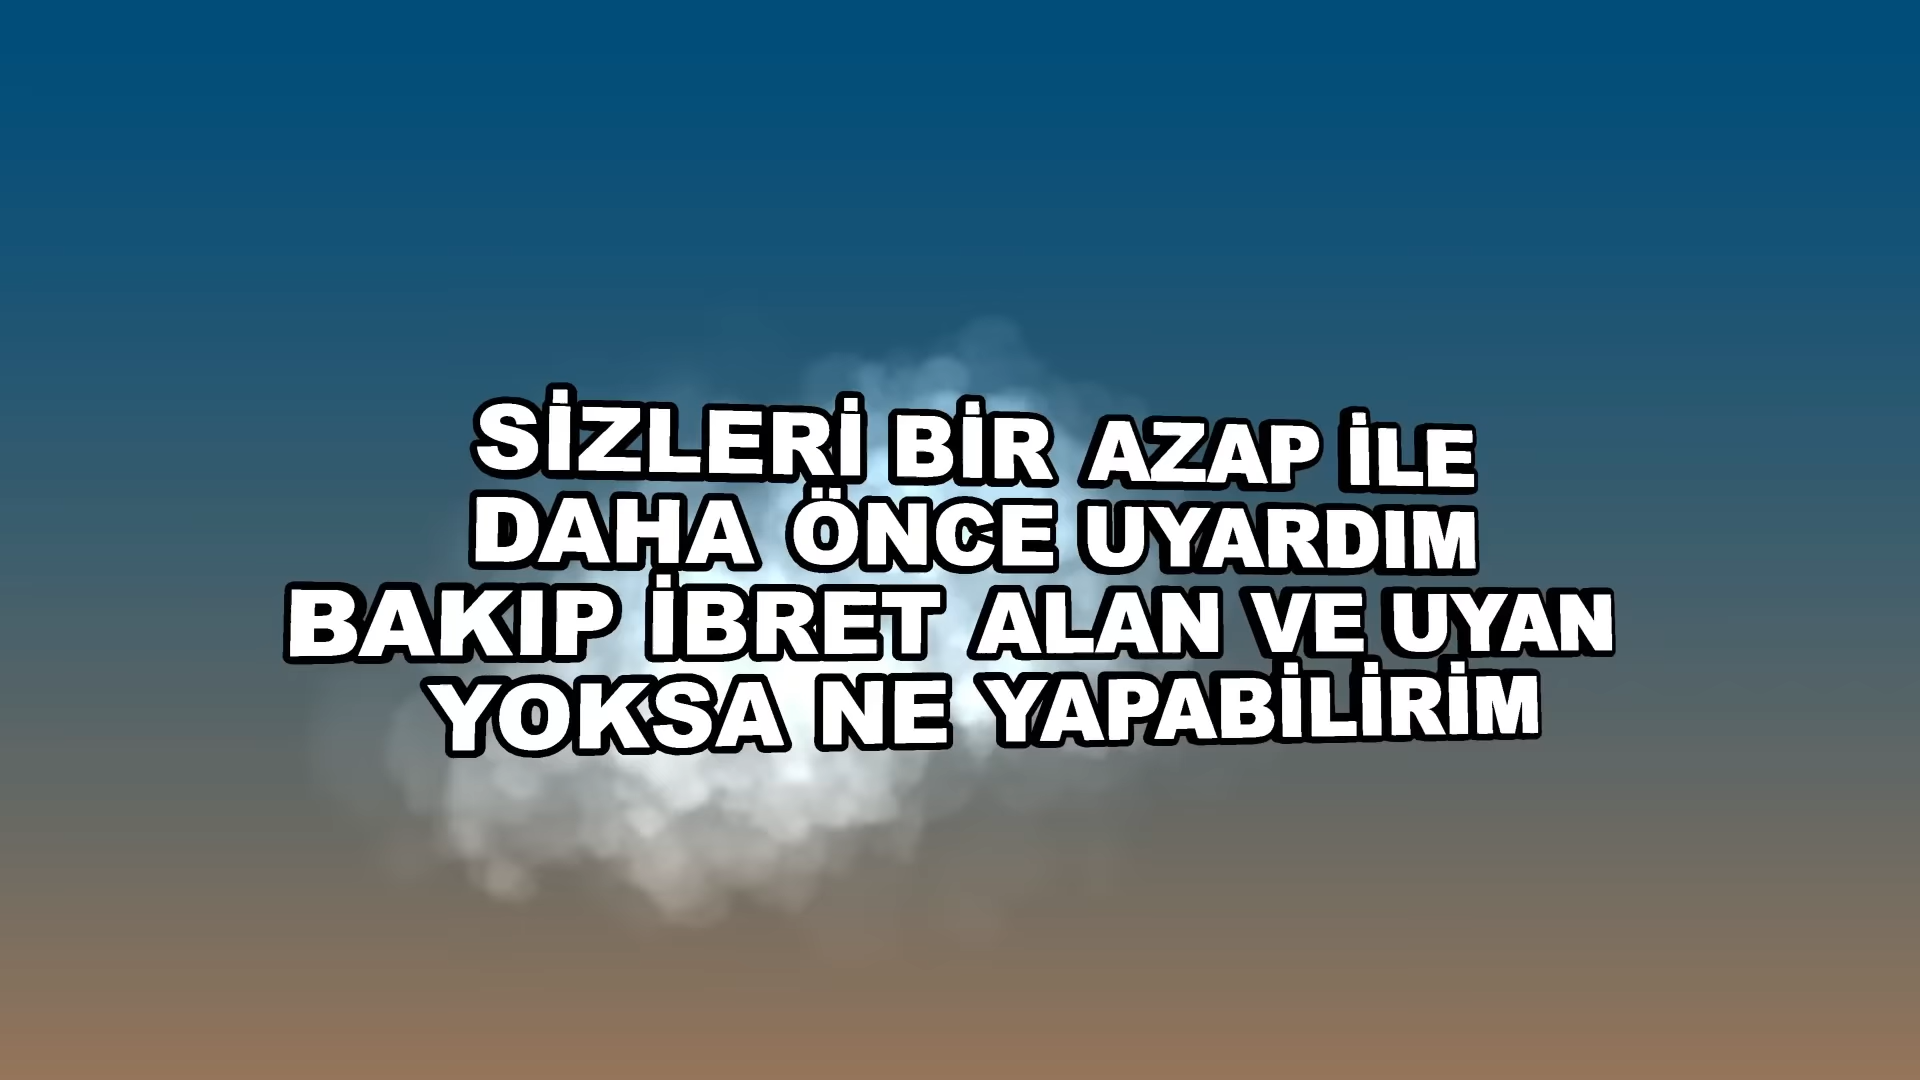 SİZLERİ BİR AZAP İLE
DAHA ÖNCE UYARDIM
BAKIP İBRET ALAN VE UYAN
YOKSA NE YAPABİLİRİM